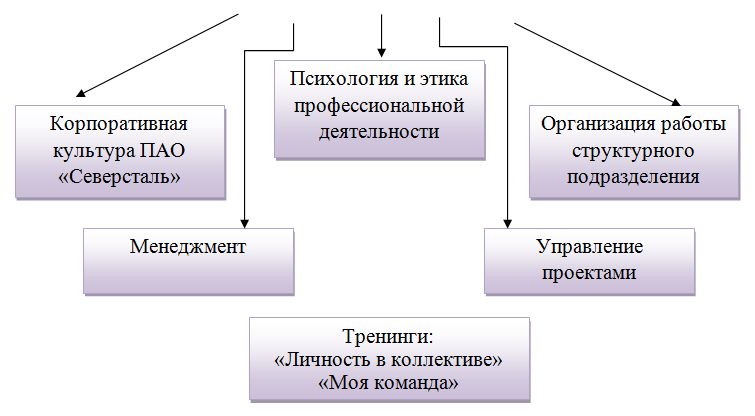 Психология и этика
профессиональной
деятельности
Корпоративная
культура ПАО
«Северсталь»
Организация работы
структурного
подразделения
Менеджмент
Управление
проектами
Тренинги:
«Личность в коллективе»
«Моя команда»